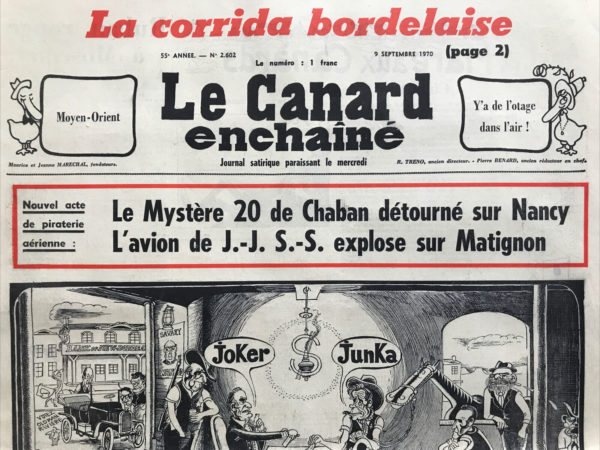 La corrida bordelaise
55e ANNÉE. — N° 2.602
9 SEPTEMBRE 1970
(page 2)
Le numéro : 1 franc
Moyen-Orient
Le Canard
enchaîné
Y'a de l'otage
dans l'air !
Maurice et Jeanne MARECHAL, fondateurs.
Journal satirique paraissant le mercredi
R. TRENO, ancien directeur. - Pierre BENARD, ancien rédacteur en chef.
Nouvel acte
de piraterie
aérienne :
Le Mystère 20 de Chaban détourné sur Nancy
L'avion de J.-J. S.-S. explose sur Matignon
JoKer
JunKa